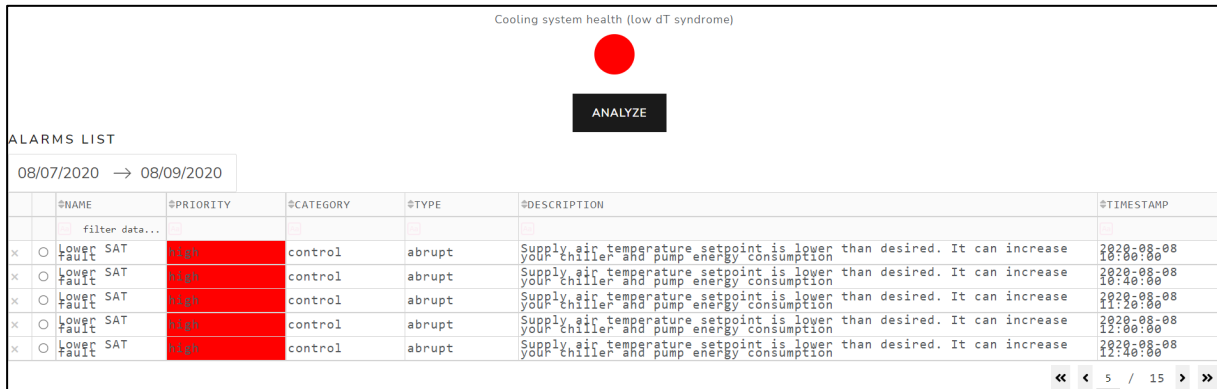 Cooling system health (low dT syndrome)
ANALYZE
ALARMS LIST
08/07/2020 → 08/09/2020
NAME PRIORITY CATEGORY TYPE DESCRIPTION TIMESTAMP
filter data...
Lower SAT fault high control abrupt Supply air temperature setpoint is lower than desired. It can increase your chiller and pump energy consumption 2020-08-08 10:00:00
Lower SAT fault high control abrupt Supply air temperature setpoint is lower than desired. It can increase your chiller and pump energy consumption 2020-08-08 10:40:00
Lower SAT fault high control abrupt Supply air temperature setpoint is lower than desired. It can increase your chiller and pump energy consumption 2020-08-08 11:20:00
Lower SAT fault high control abrupt Supply air temperature setpoint is lower than desired. It can increase your chiller and pump energy consumption 2020-08-08 12:00:00
Lower SAT fault high control abrupt Supply air temperature setpoint is lower than desired. It can increase your chiller and pump energy consumption 2020-08-08 12:40:00
5 / 15